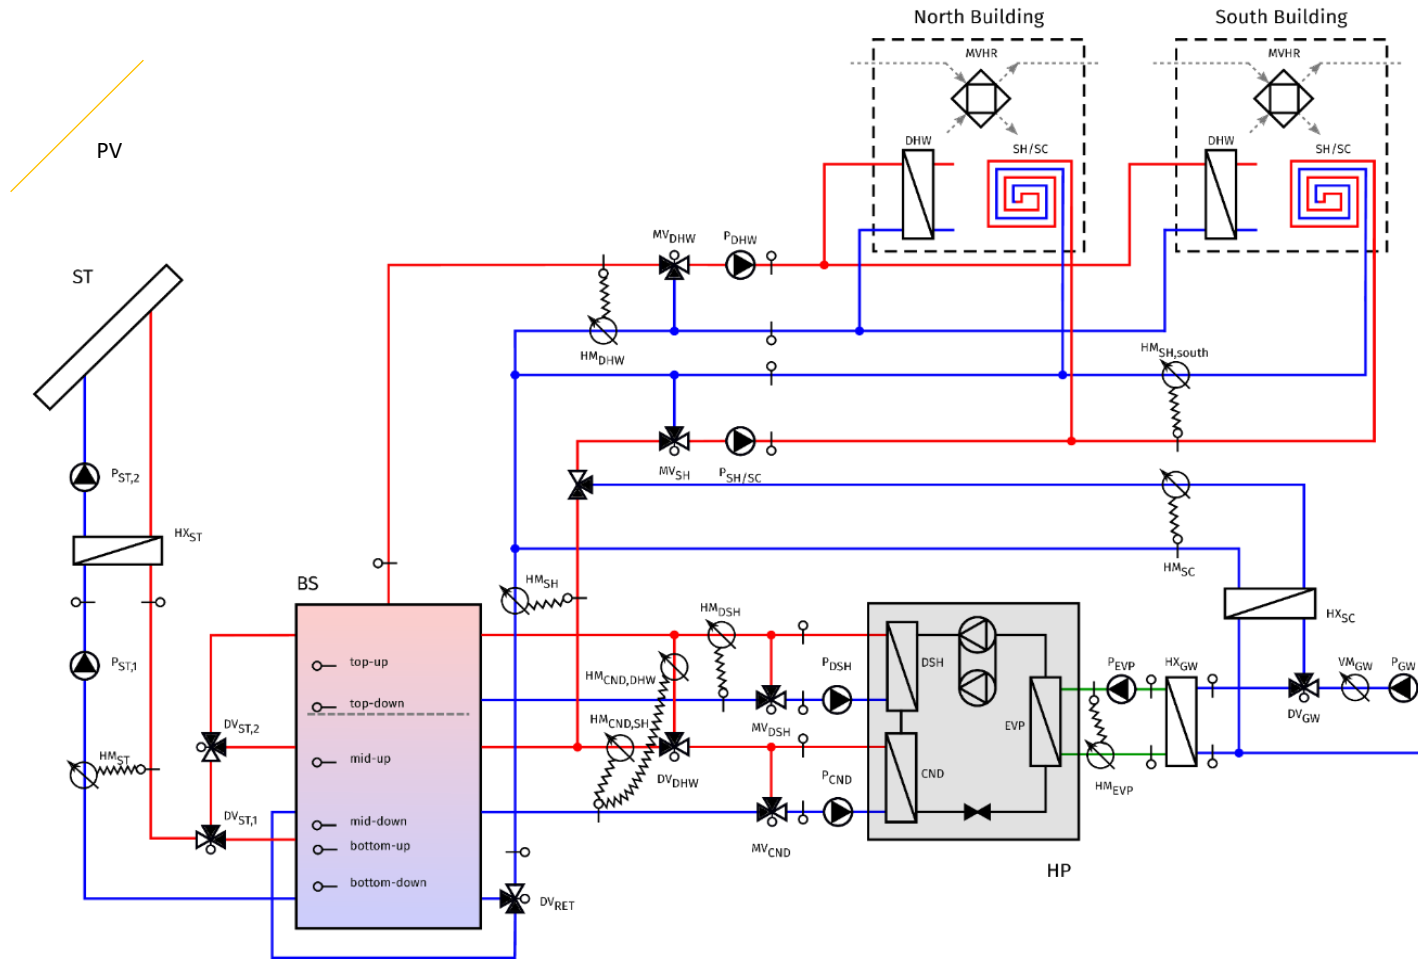 North Building
South Building
MVHR
MVHR
PV
DHW
SH/SC
DHW
SH/SC
MVDHW
PDHW
ST
HMDHW
HMSH,south
PST,2
MVSH
PSH/SC
HXST
HMSC
BS
HMSH
HMDSH
HXSC
PST,1
top-up
HMCND,DHW
PDSH
DSH
PEVP
HXGW
VMGW
PGW
top-down
DVST,2
HMCND,SH
MVDSH
EVP
DVGW
HMST
mid-up
DVDHW
PCND
CND
HMEVP
DVST,1
mid-down
bottom-up
MVCND
HP
bottom-down
DVRET